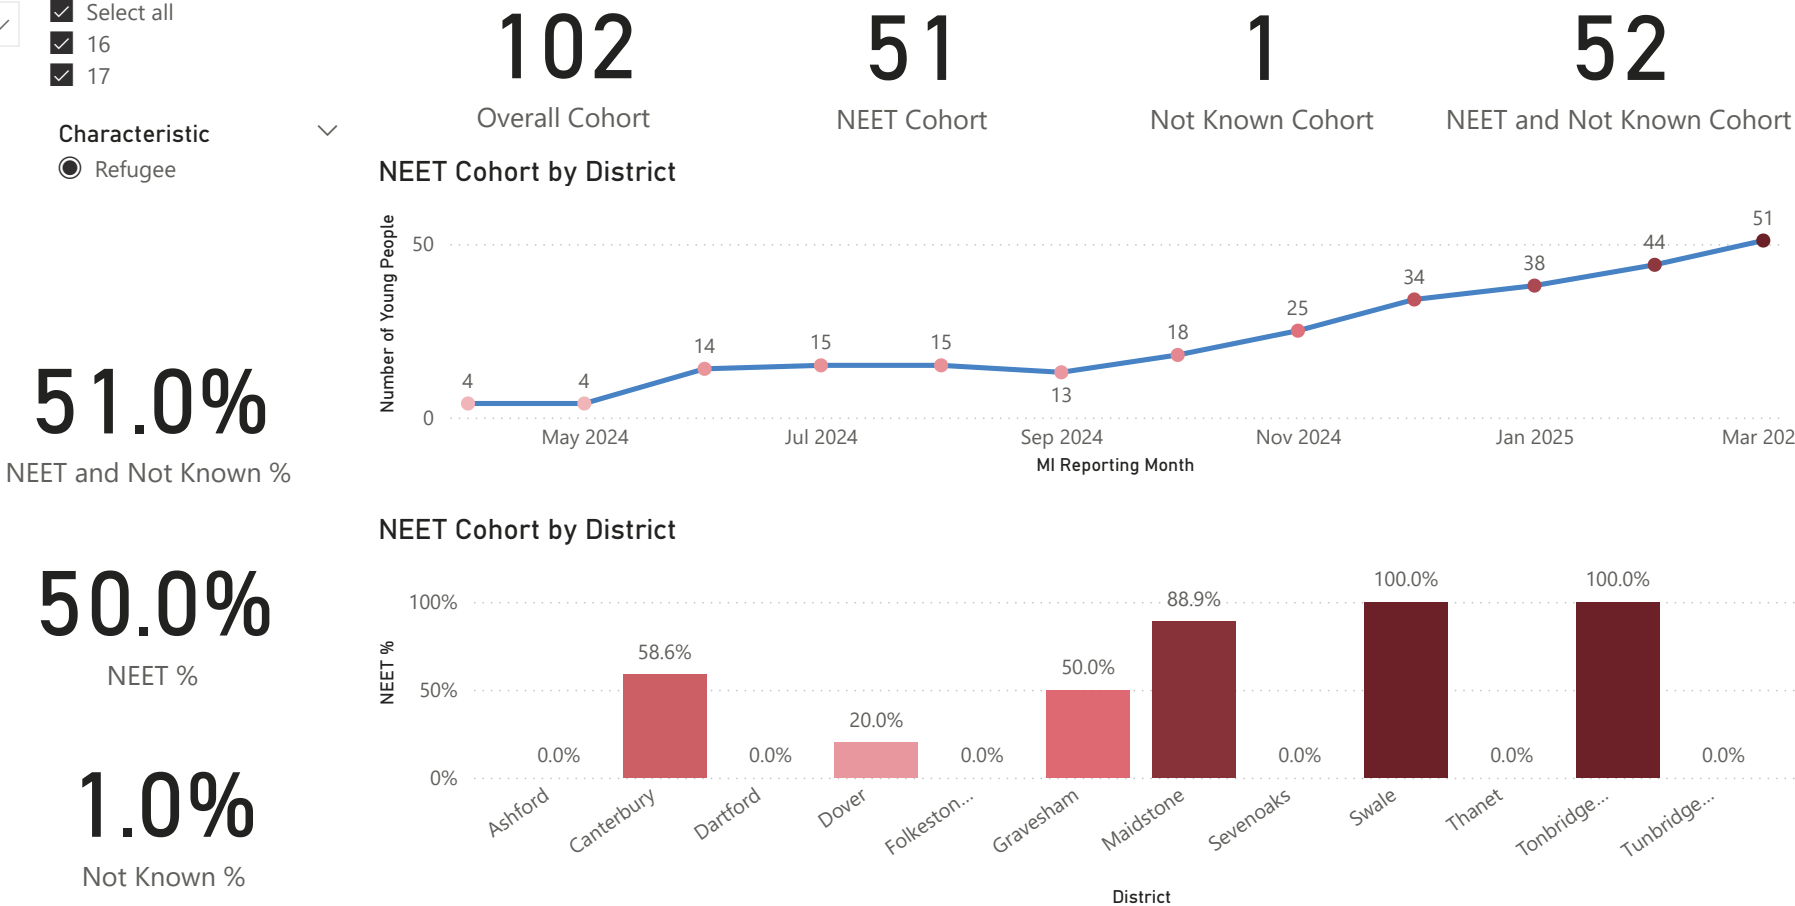 Select all
16
17
Characteristic
Refugee
102
Overall Cohort
51
NEET Cohort
1
Not Known Cohort
52
NEET and Not Known Cohort
51.0%
NEET and Not Known %
50.0%
NEET %
1.0%
Not Known %
NEET Cohort by District
Number of Young People
50
0
4
4
14
15
15
13
18
25
34
38
44
51
May 2024
Jul 2024
Sep 2024
Nov 2024
Jan 2025
Mar 202
MI Reporting Month
NEET Cohort by District
NEET %
100%
50%
0%
0.0%
58.6%
0.0%
20.0%
0.0%
50.0%
88.9%
0.0%
100.0%
0.0%
100.0%
0.0%
Ashford
Canterbury
Dartford
Dover
Folkeston...
Gravesham
Maidstone
Sevenoaks
Swale
Thanet
Tonbridge...
Tunbridge...
District